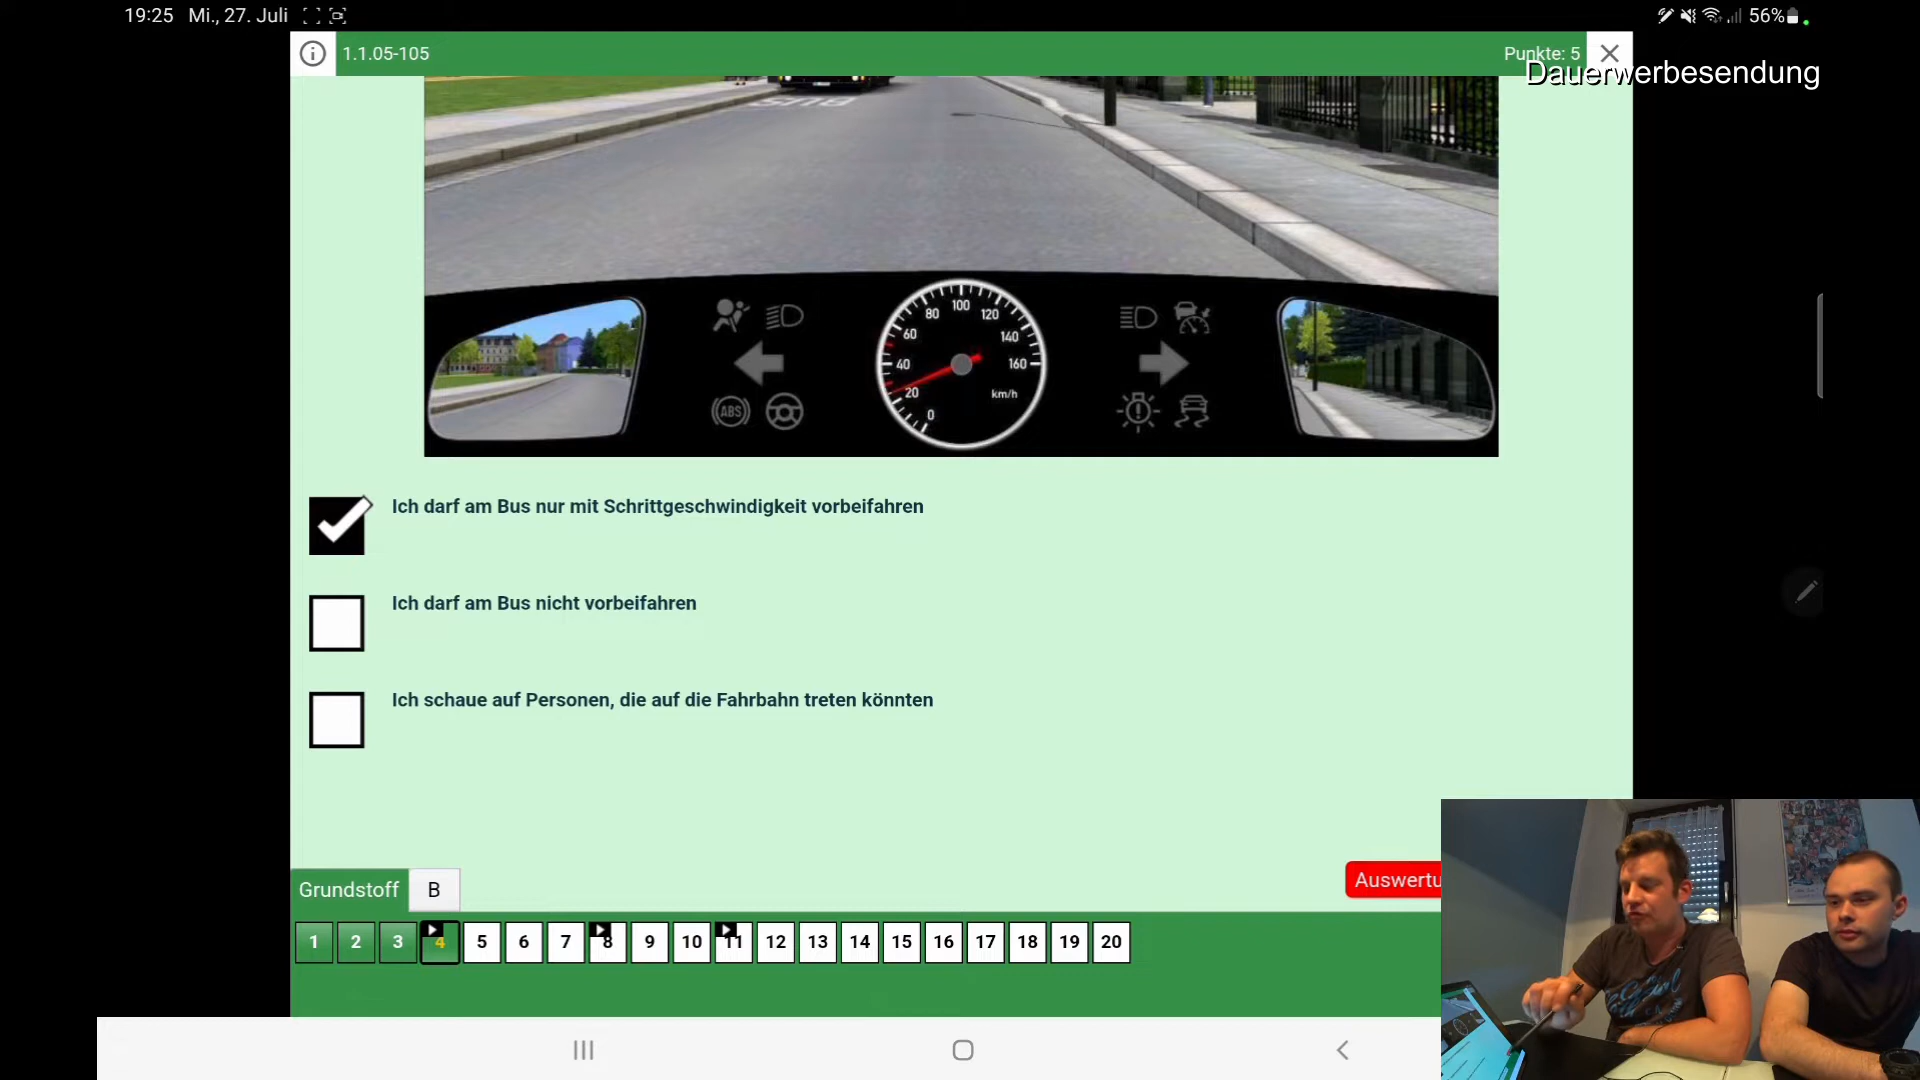 19:25 Mi., 27. Juli
56%
1.1.05-105
Punkte: 5
Dauerwerbesendung
BUS
100
80
120
60
140
40
160
20
km/h
0
ABS
Ich darf am Bus nur mit Schrittgeschwindigkeit vorbeifahren
Ich darf am Bus nicht vorbeifahren
Ich schaue auf Personen, die auf die Fahrbahn treten könnten
Auswertu
Grundstoff B
1 2 3 4 5 6 7 8 9 10 11 12 13 14 15 16 17 18 19 20